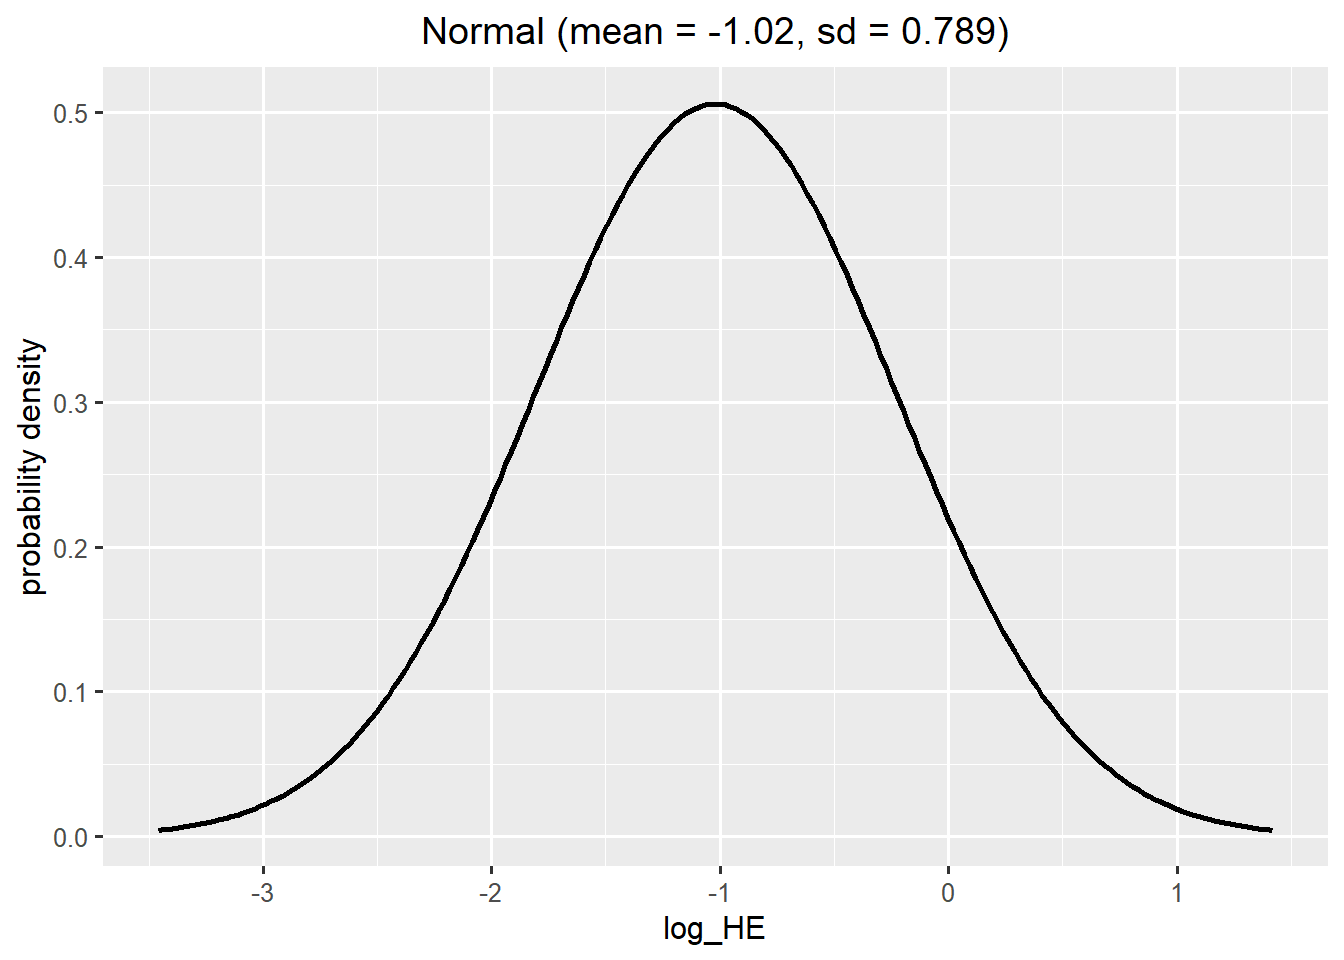 Normal (mean = -1.02, sd = 0.789)
probability density
0.5
0.4
0.3
0.2
0.1
0.0
-3 -2 -1 0 1
log_HE